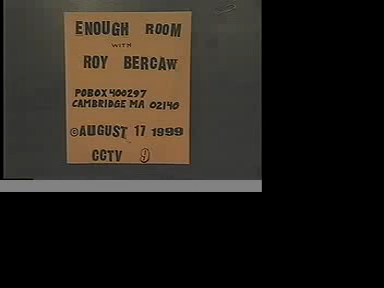 ENOUGH ROOM
WITH
ROY BERCAW
POBOX 400297
CAMBRIDGE MA 02140
©AUGUST 17 1999
CCTV 9